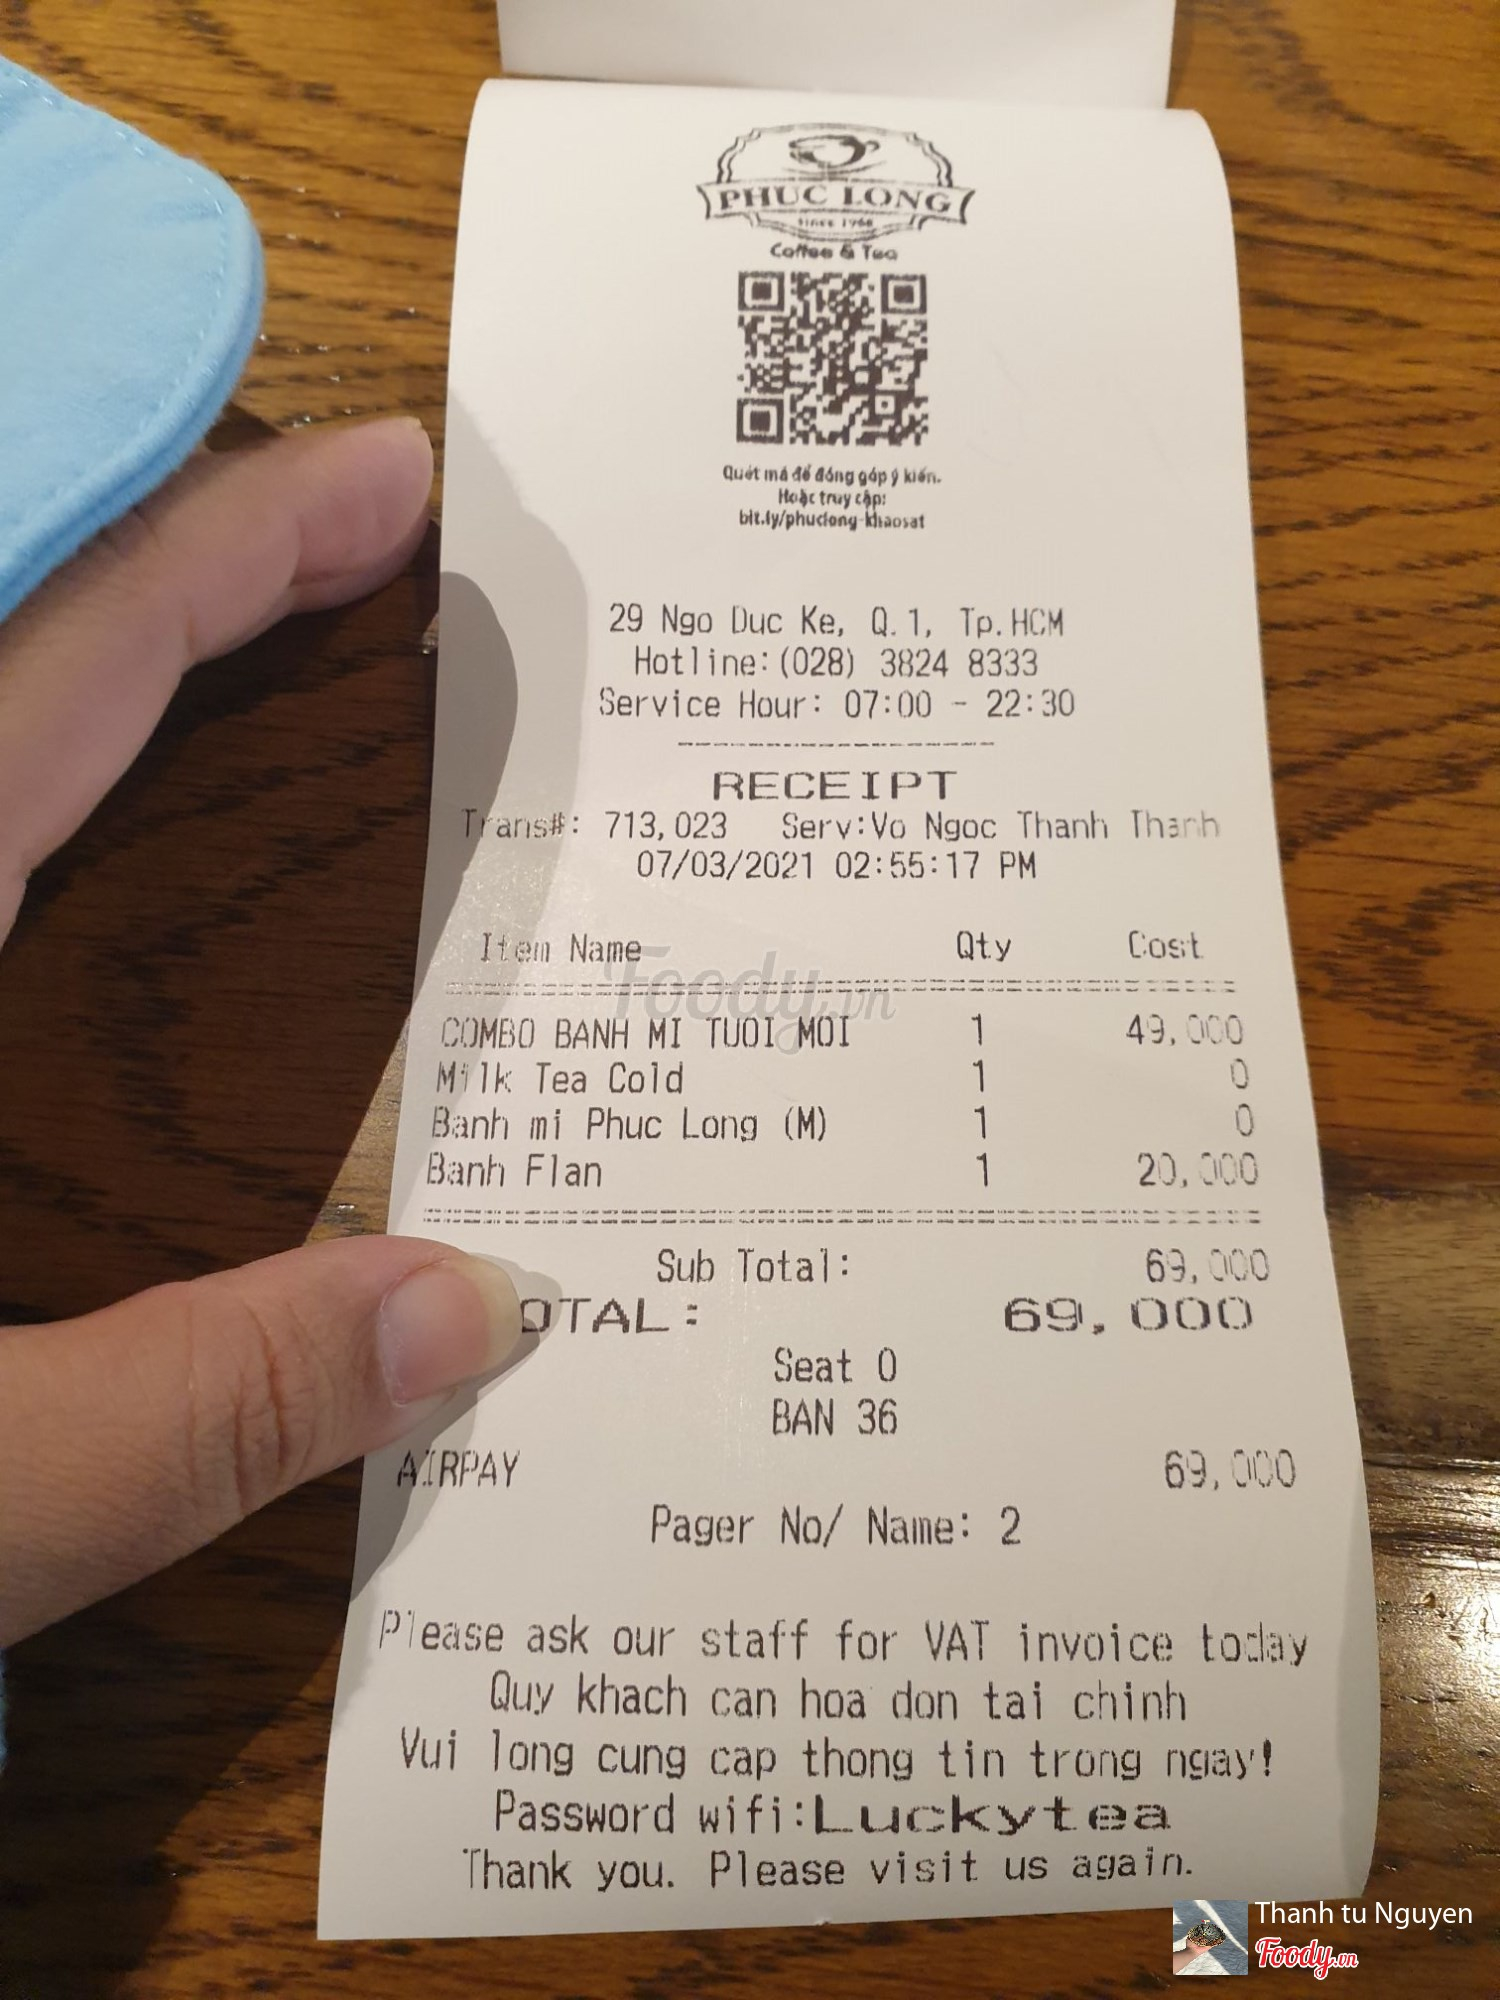 PHUC LONG
SINCE 1968
Coffee & Tea
Quét mã để đóng góp ý kiến.
Hoặc truy cập:
bit.ly/phuclong-khaosat
29 Ngo Duc Ke, Q.1, Tp.HCM
Hotline:(028) 3824 8333
Service Hour: 07:00 - 22:30
RECEIPT
Trans#: 713,023 Serv:Vo Ngoc Thanh Thanh
07/03/2021 02:55:17 PM
Item Name Qty Cost
Foody.vn
COMBO BANH MI TUOI MOI 1 49,000
Milk Tea Cold 1 0
Banh mi Phuc Long (M) 1 0
Banh Flan 1 20,000
Sub Total: 69,000
OTAL: 69,000
Seat 0
BAN 36
AIRPAY 69,000
Pager No/ Name: 2
Please ask our staff for VAT invoice today
Quy khach can hoa don tai chinh
Vui long cung cap thong tin trong ngay!
Password wifi:Luckytea
Thank you. Please visit us again.
Thanh tu Nguyen
Foody.vn